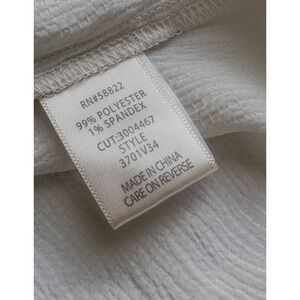 RN#58822
99% POLYESTER
1% SPANDEX
CUT:3004467
STYLE
3701V34
MADE IN CHINA
CARE ON REVERSE